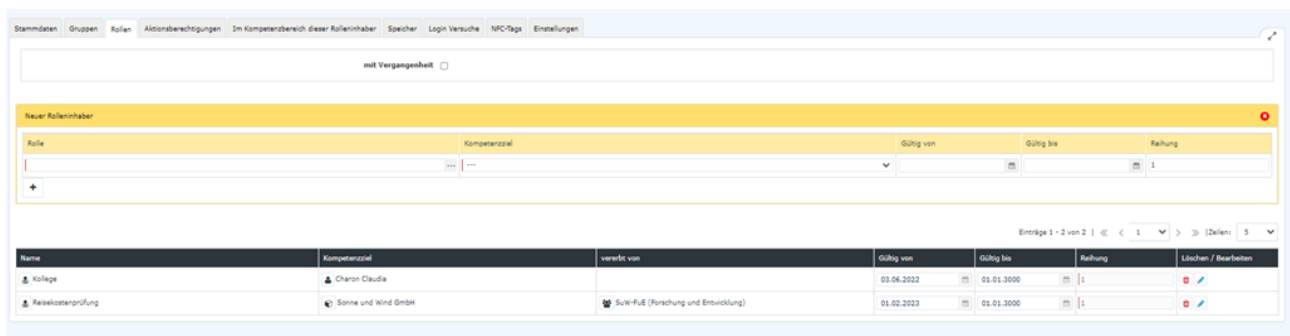 Stammdaten Gruppen Rollen Aktionsberechtigungen Im Kompetenzbereich dieser Rolleninhaber Speicher Login Versuche NFC-Tags Einstellungen
mit Vergangenheit
Neuer Rolleninhaber
Rolle Kompetenzziel Gültig von Gültig bis Reihung
... --- 1
+
Einträge 1 - 2 von 2 | « < 1 > » |Zeilen: 5
Name Kompetenzziel vererbt von Gültig von Gültig bis Reihung Löschen / Bearbeiten
Kollege Charon Claudia 03.06.2022 01.01.3000 1
Reisekostenprüfung Sonne und Wind GmbH SuW-FuE (Forschung und Entwicklung) 01.02.2023 01.01.3000 1